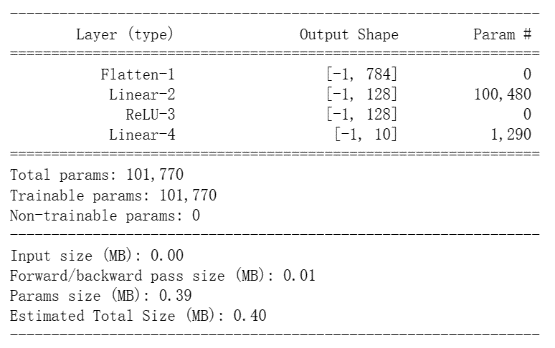 ----------------------------------------------------------------
Layer (type) Output Shape Param #
================================================================
Flatten-1 [-1, 784] 0
Linear-2 [-1, 128] 100,480
ReLU-3 [-1, 128] 0
Linear-4 [-1, 10] 1,290
================================================================
Total params: 101,770
Trainable params: 101,770
Non-trainable params: 0
----------------------------------------------------------------
Input size (MB): 0.00
Forward/backward pass size (MB): 0.01
Params size (MB): 0.39
Estimated Total Size (MB): 0.40
----------------------------------------------------------------